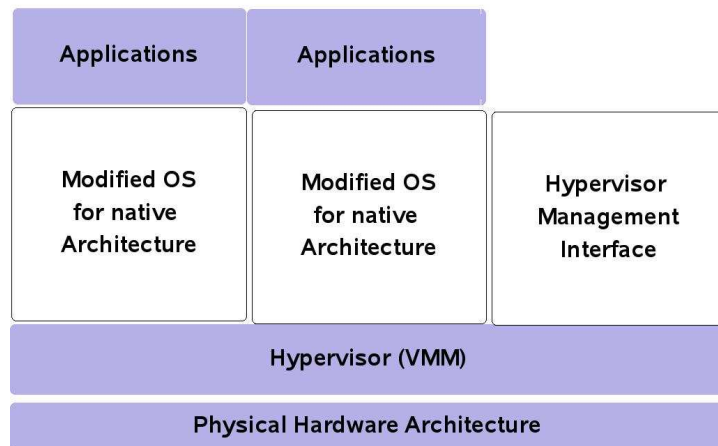 Applications
Applications
Modified OS
for native
Architecture
Modified OS
for native
Architecture
Hypervisor
Management
Interface
Hypervisor (VMM)
Physical Hardware Architecture